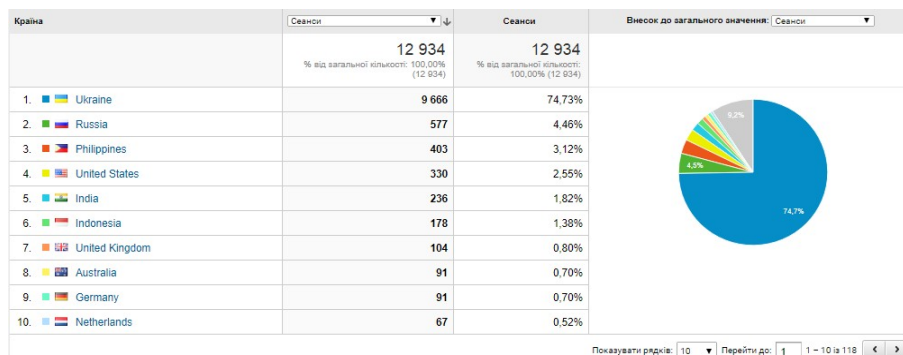 Країна Сеанси Сеанси Внесок до загального значення: Сеанси
12 934 12 934
% від загальної кількості: 100,00% % від загальної кількості:
(12 934) 100,00% (12 934)
1. Ukraine 9 666 74,73%
2. Russia 577 4,46%
3. Philippines 403 3,12%
4. United States 330 2,55%
5. India 236 1,82%
6. Indonesia 178 1,38%
7. United Kingdom 104 0,80%
8. Australia 91 0,70%
9. Germany 91 0,70%
10. Netherlands 67 0,52%
9,2%
4,5%
74,7%
Показувати рядків: 10 Перейти до: 1 1 – 10 із 118